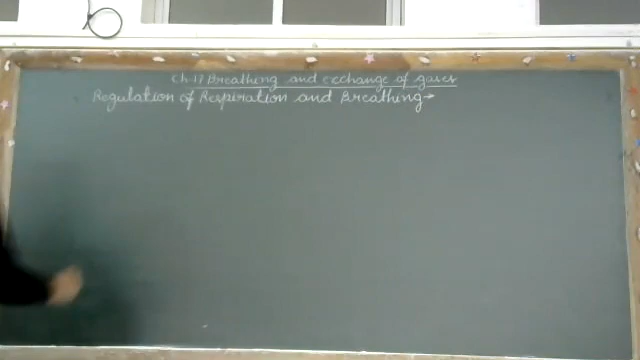 Ch. 17 Breathing and exchange of gases
Regulation of Respiration and Breathing→